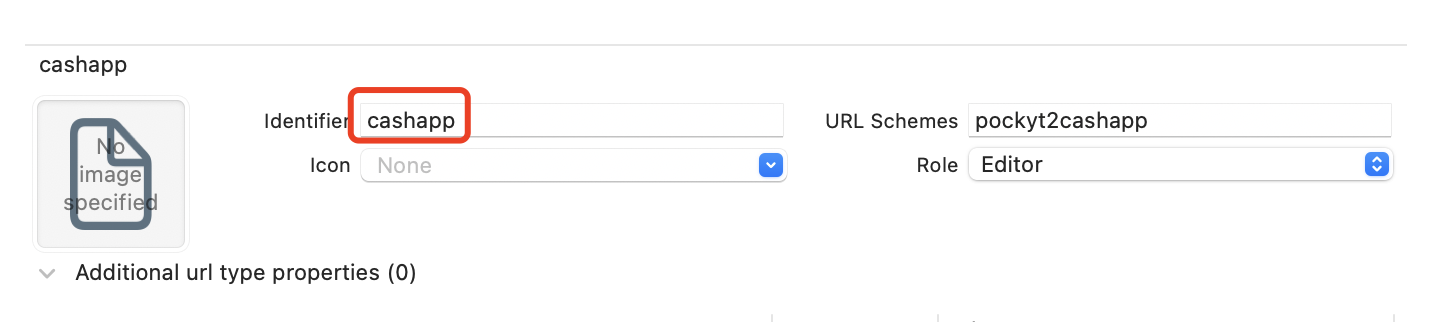 cashapp
No
image
specified
Identifier cashapp
URL Schemes pockyt2cashapp
Icon None
Role Editor
Additional url type properties (0)